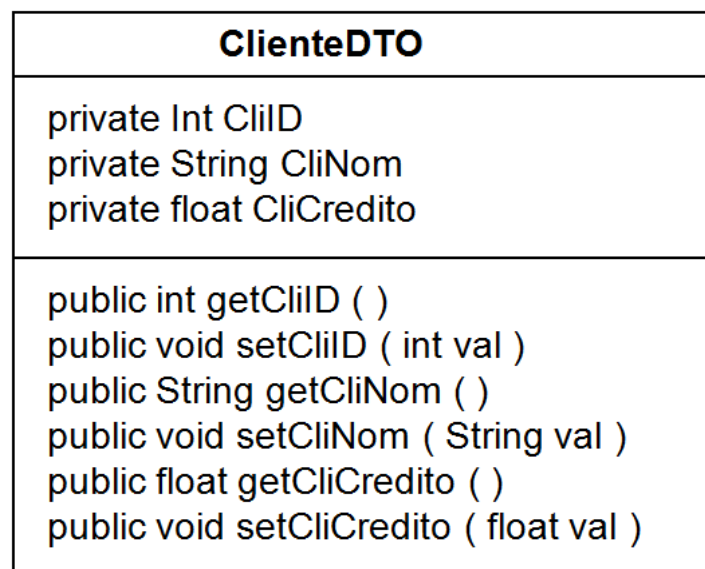 ClienteDTO
private Int CliID
private String CliNom
private float CliCredito
public int getCliID ( )
public void setCliID ( int val )
public String getCliNom ( )
public void setCliNom ( String val )
public float getCliCredito ( )
public void setCliCredito ( float val )